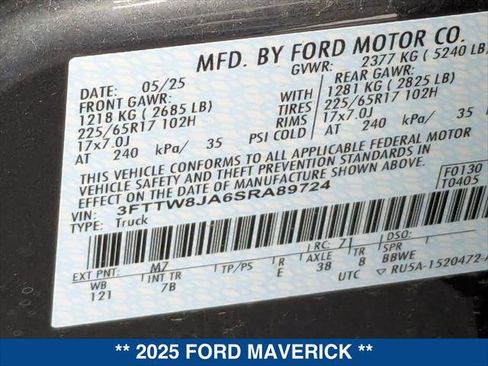 MFD. BY FORD MOTOR CO.
DATE: 05/25 GVWR: 2377 KG ( 5240 LB)
FRONT GAWR: REAR GAWR:
1218 KG ( 2685 LB) 1281 KG ( 2825 LB)
225/65R17 102H TIRES 225/65R17 102H
17x7.0J RIMS 17x7.0J
AT 240 kPa/ 35 PSI COLD AT 240 kPa/ 35
THIS VEHICLE CONFORMS TO ALL APPLICABLE FEDERAL MOTOR
VEHICLE SAFETY AND THEFT PREVENTION STANDARDS IN EFFECT
ON THE DATE OF MANUFACTURE SHOWN ABOVE.
VIN: 3FTTW8JA6SRA89724 F0130
TYPE: Truck T0405
EXT PNT: M7 RC: 7 DSO:
WB INT TR TP/PS R AXLE TR SPR
121 7B E 38 8 BBWE
UTC RU5A-1520472-A
** 2025 FORD MAVERICK **